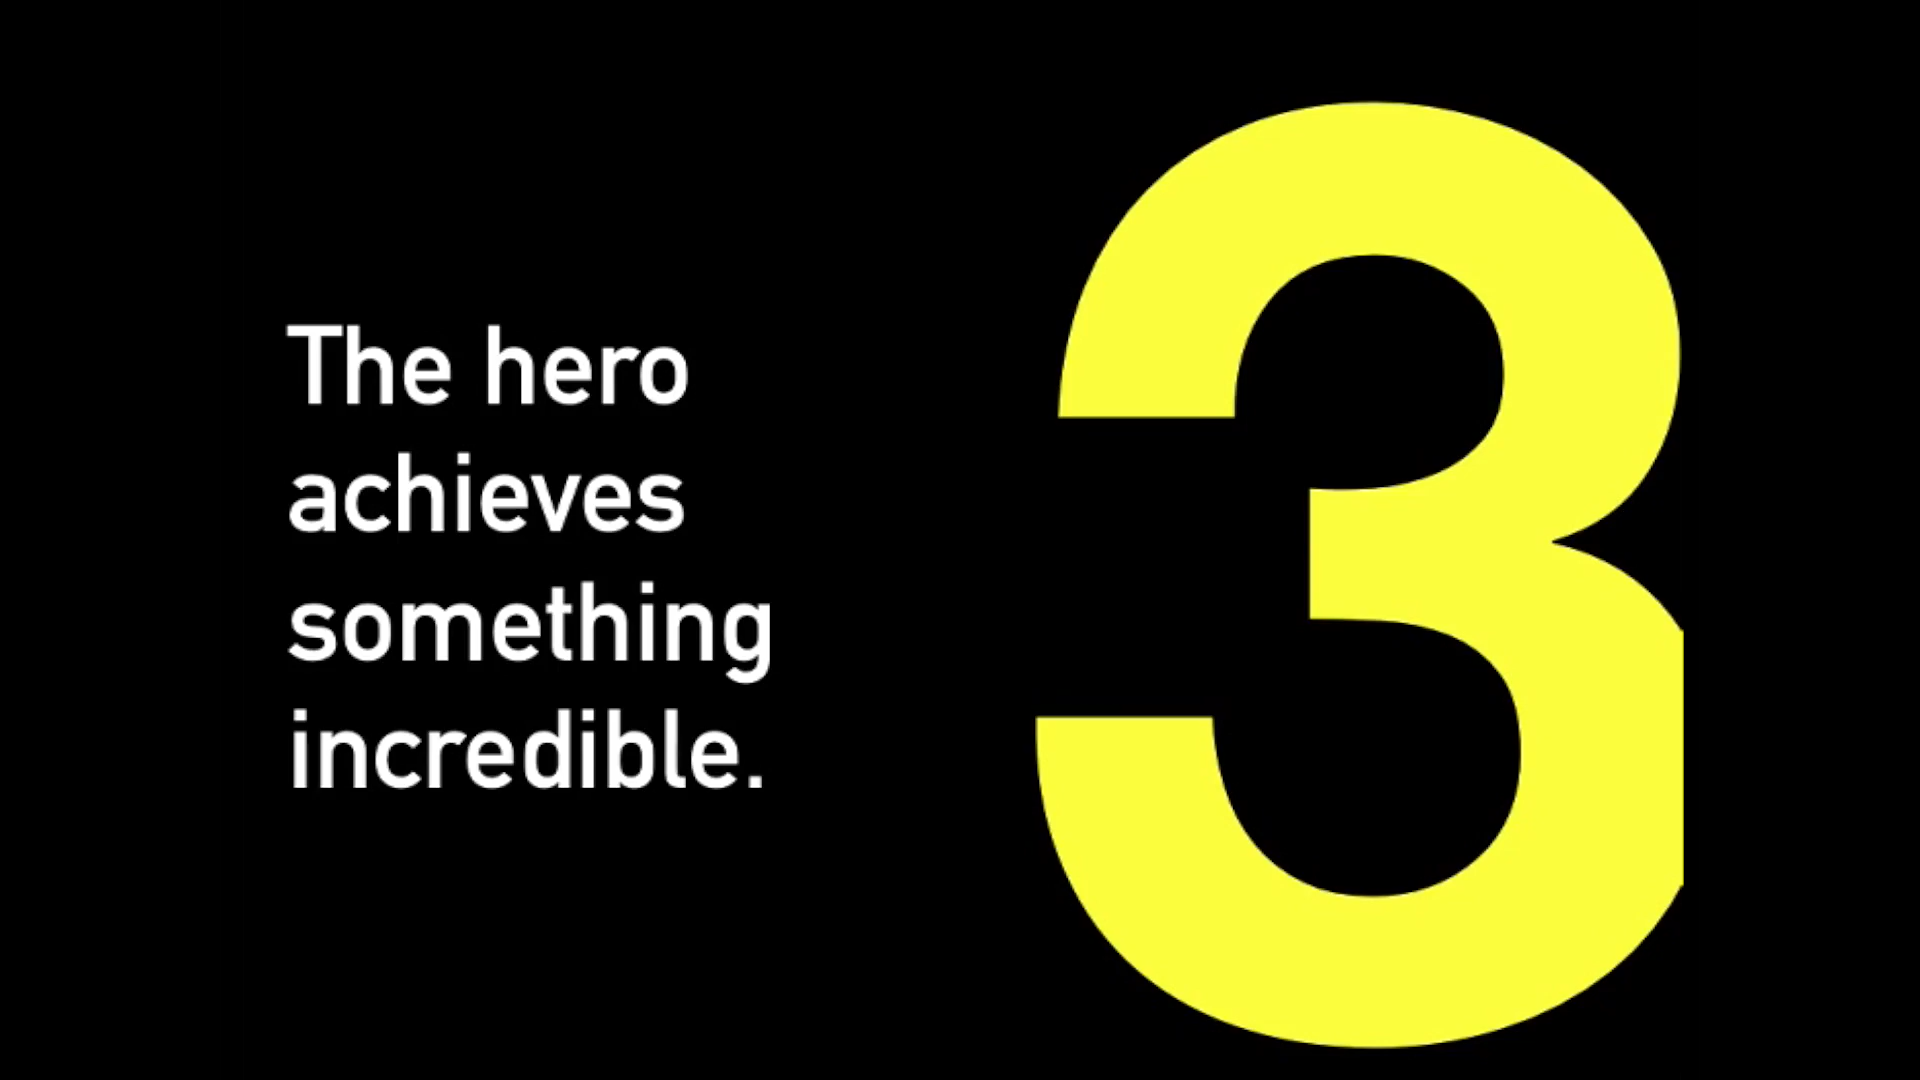 The hero
achieves
something
incredible.
3